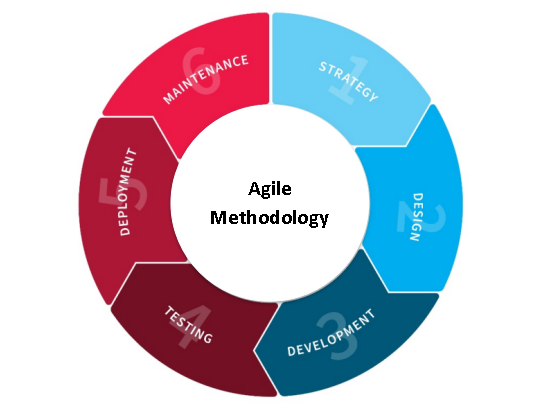 1
STRATEGY
2
DESIGN
3
DEVELOPMENT
4
TESTING
5
DEPLOYMENT
6
MAINTENANCE
Agile
Methodology